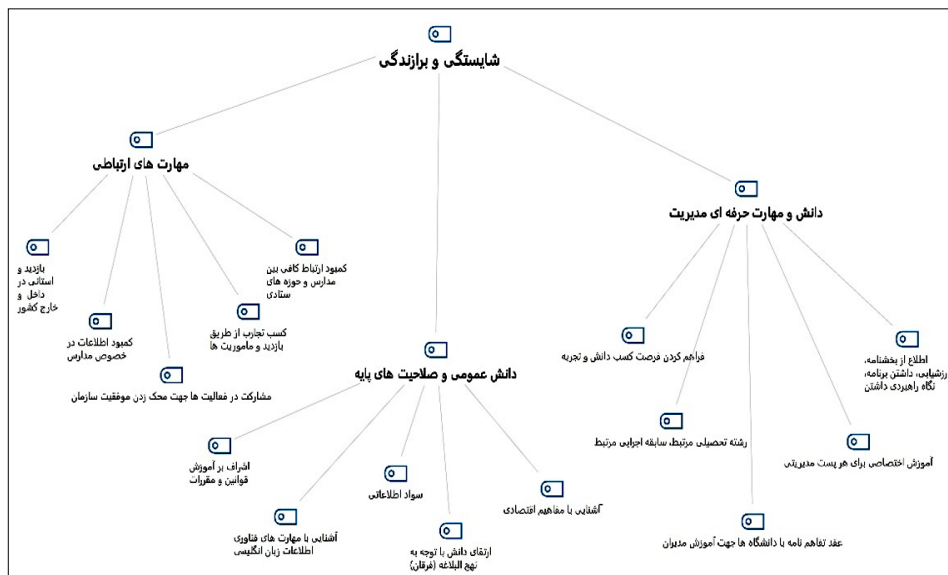 شایستگی و برازندگی
دانش و مهارت حرفه ای مدیریت
اطلاع از بخشنامه،
رزشیابی، داشتن برنامه،
نگاه راهبردی داشتن
آموزش اختصاصی برای هر پست مدیریتی
عقد تفاهم نامه با دانشگاه ها جهت آموزش مدیران
رشته تحصیلی مرتبط، سابقه اجرایی مرتبط
فراهم کردن فرصت کسب دانش و تجربه
دانش عمومی و صلاحیت های پایه
آشنایی با مفاهیم اقتصادی
ارتقای دانش با توجه به
نهج البلاغه (فرقان)
سواد اطلاعاتی
آشنایی با مهارت های فناوری
اطلاعات زبان انگلیسی
اشراف بر آموزش
قوانین و مقررات
مهارت های ارتباطی
کمبود ارتباط کافی بین
مدارس و حوزه های
ستادی
کسب تجارب از طریق
بازدید و ماموریت ها
مشارکت در فعالیت ها جهت محک زدن موفقیت سازمان
کمبود اطلاعات در
خصوص مدارس
بازدید و
استانی در
داخل و
خارج کشور